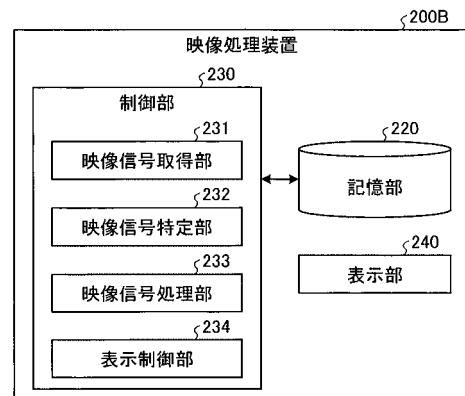 200B
映像処理装置
230
制御部
231
映像信号取得部
232
映像信号特定部
233
映像信号処理部
234
表示制御部
220
記憶部
240
表示部